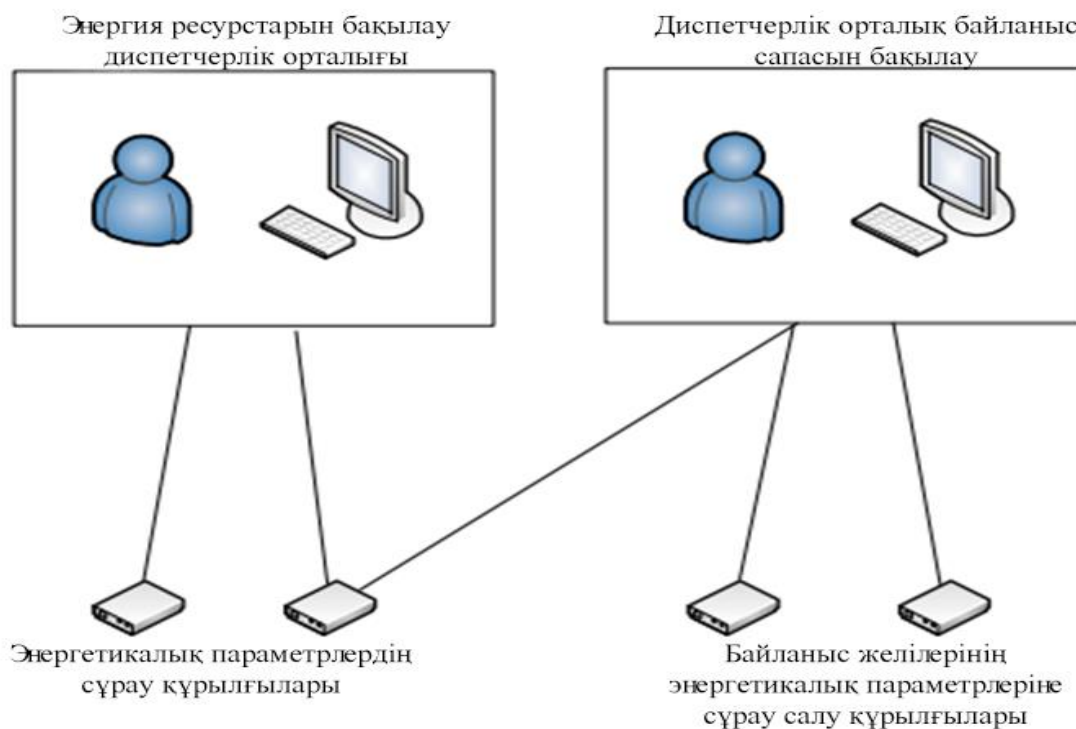 Энергия ресурстарын бақылау
диспетчерлік орталығы
Диспетчерлік орталық байланыс
сапасын бақылау
Энергетикалық параметрлердің
сұрау құрылғылары
Байланыс желілерінің
энергетикалық параметрлеріне
сұрау салу құрылғылары